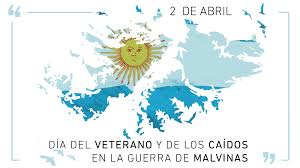 2 DE ABRIL
DÍA DEL VETERANO Y DE LOS CAÍDOS
EN LA GUERRA DE MALVINAS